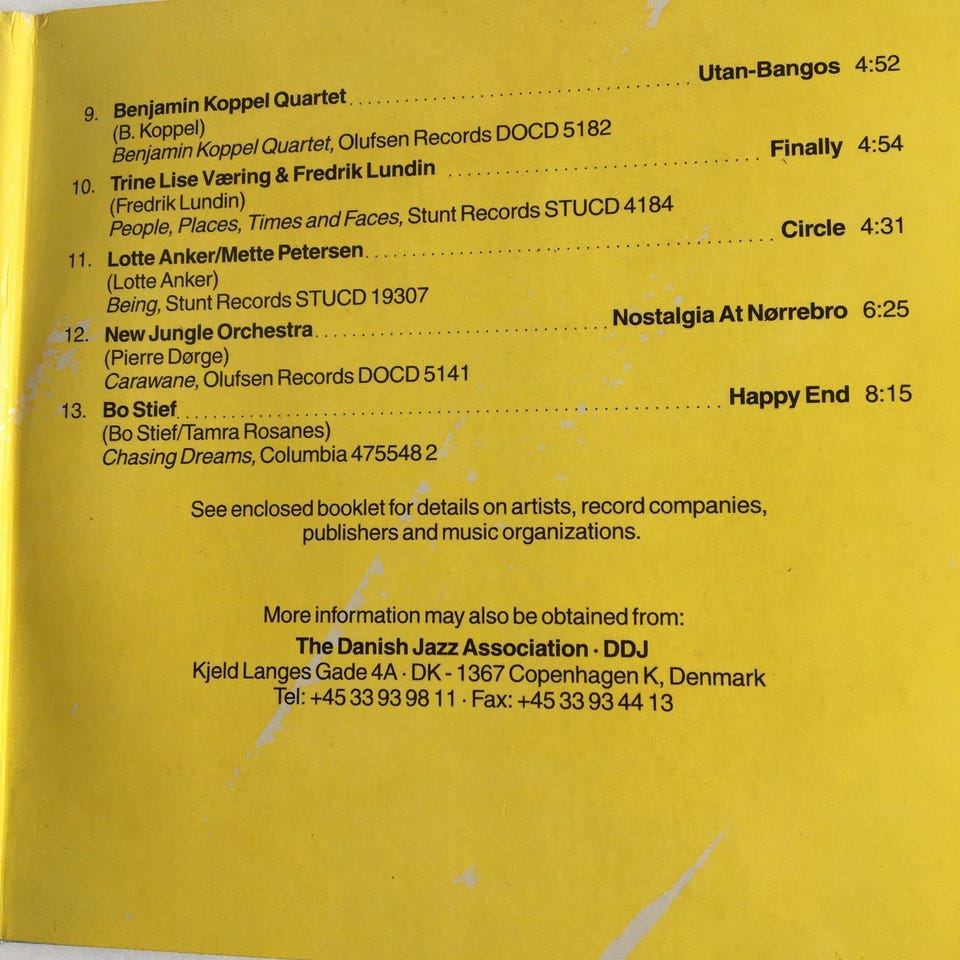 9. Benjamin Koppel Quartet........................................Utan-Bangos 4:52
(B. Koppel)
Benjamin Koppel Quartet, Olufsen Records DOCD 5182
10. Trine Lise Væring & Fredrik Lundin ...................................Finally 4:54
(Fredrik Lundin)
People, Places, Times and Faces, Stunt Records STUCD 4184
11. Lotte Anker/Mette Petersen..............................................Circle 4:31
(Lotte Anker)
Being, Stunt Records STUCD 19307
12. New Jungle Orchestra.................................Nostalgia At Nørrebro 6:25
(Pierre Dørge)
Carawane, Olufsen Records DOCD 5141
13. Bo Stief..............................................................Happy End 8:15
(Bo Stief/Tamra Rosanes)
Chasing Dreams, Columbia 475548 2
See enclosed booklet for details on artists, record companies,
publishers and music organizations.
More information may also be obtained from:
The Danish Jazz Association · DDJ
Kjeld Langes Gade 4A · DK - 1367 Copenhagen K, Denmark
Tel: +45 33 93 98 11 · Fax: +45 33 93 44 13